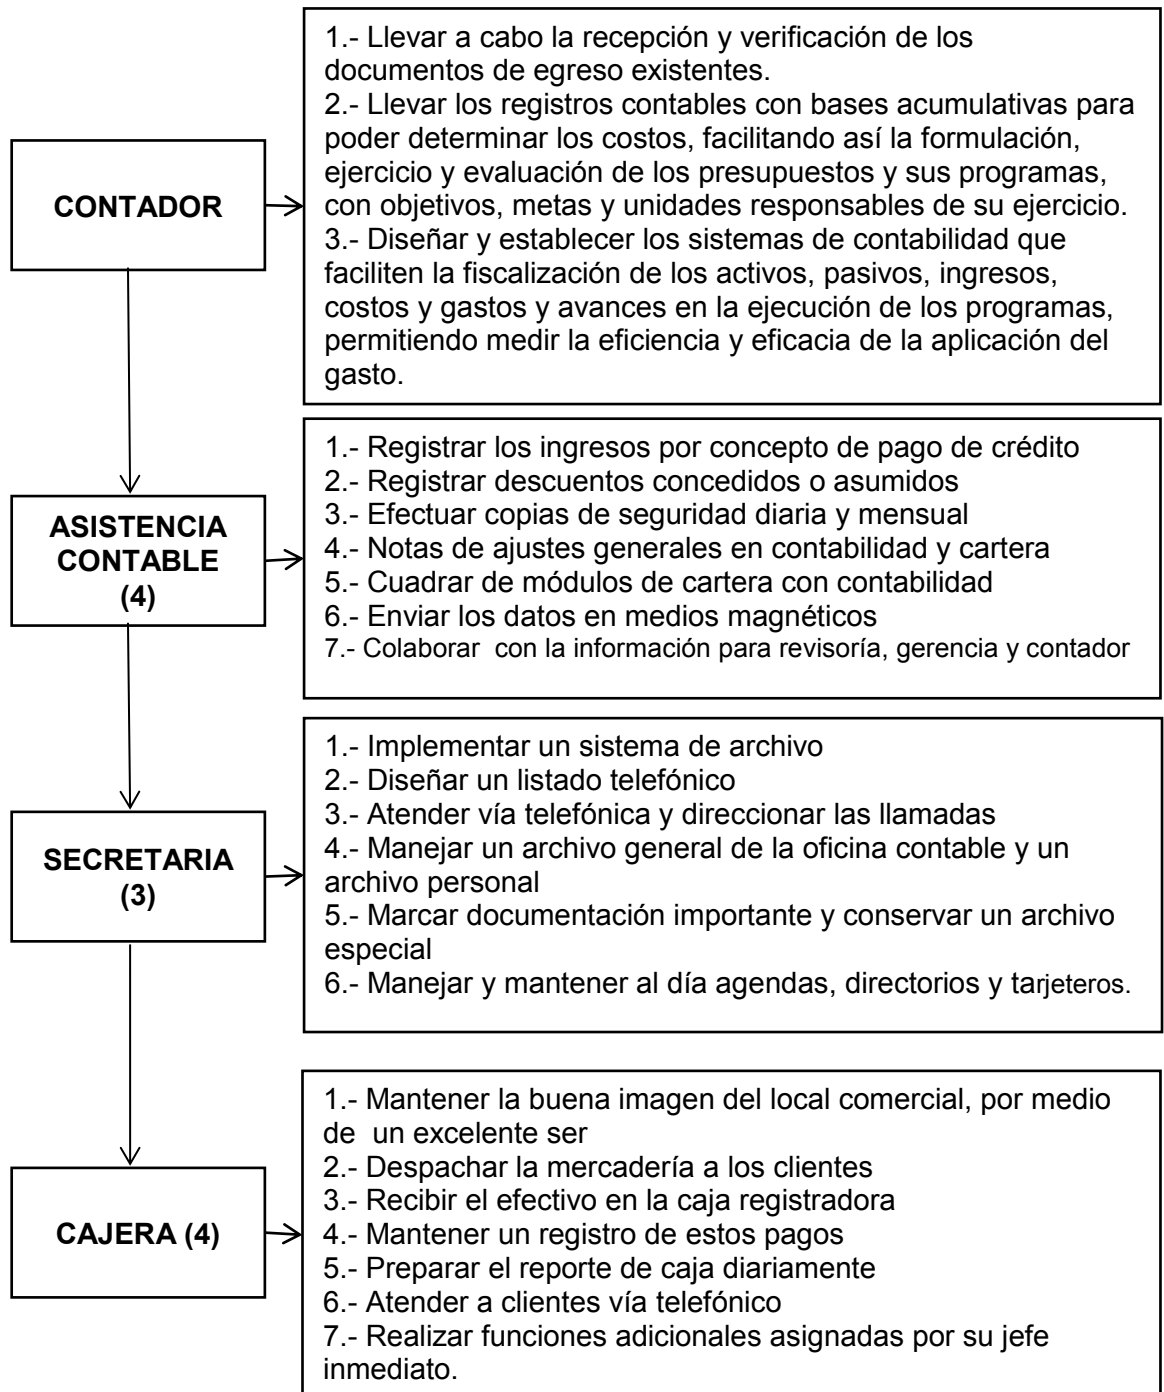 1.- Llevar a cabo la recepción y verificación de los
documentos de egreso existentes.
2.- Llevar los registros contables con bases acumulativas para
poder determinar los costos, facilitando así la formulación,
ejercicio y evaluación de los presupuestos y sus programas,
con objetivos, metas y unidades responsables de su ejercicio.
3.- Diseñar y establecer los sistemas de contabilidad que
faciliten la fiscalización de los activos, pasivos, ingresos,
costos y gastos y avances en la ejecución de los programas,
permitiendo medir la eficiencia y eficacia de la aplicación del
gasto.
CONTADOR
1.- Registrar los ingresos por concepto de pago de crédito
2.- Registrar descuentos concedidos o asumidos
3.- Efectuar copias de seguridad diaria y mensual
4.- Notas de ajustes generales en contabilidad y cartera
5.- Cuadrar de módulos de cartera con contabilidad
6.- Enviar los datos en medios magnéticos
7.- Colaborar  con la información para revisoría, gerencia y contador
ASISTENCIA
CONTABLE
(4)
1.- Implementar un sistema de archivo
2.- Diseñar un listado telefónico
3.- Atender vía telefónica y direccionar las llamadas
4.- Manejar un archivo general de la oficina contable y un
archivo personal
5.- Marcar documentación importante y conservar un archivo
especial
6.- Manejar y mantener al día agendas, directorios y tarjeteros.
SECRETARIA
(3)
1.- Mantener la buena imagen del local comercial, por medio
de  un excelente ser
2.- Despachar la mercadería a los clientes
3.- Recibir el efectivo en la caja registradora
4.- Mantener un registro de estos pagos
5.- Preparar el reporte de caja diariamente
6.- Atender a clientes vía telefónico
7.- Realizar funciones adicionales asignadas por su jefe
inmediato.
CAJERA (4)